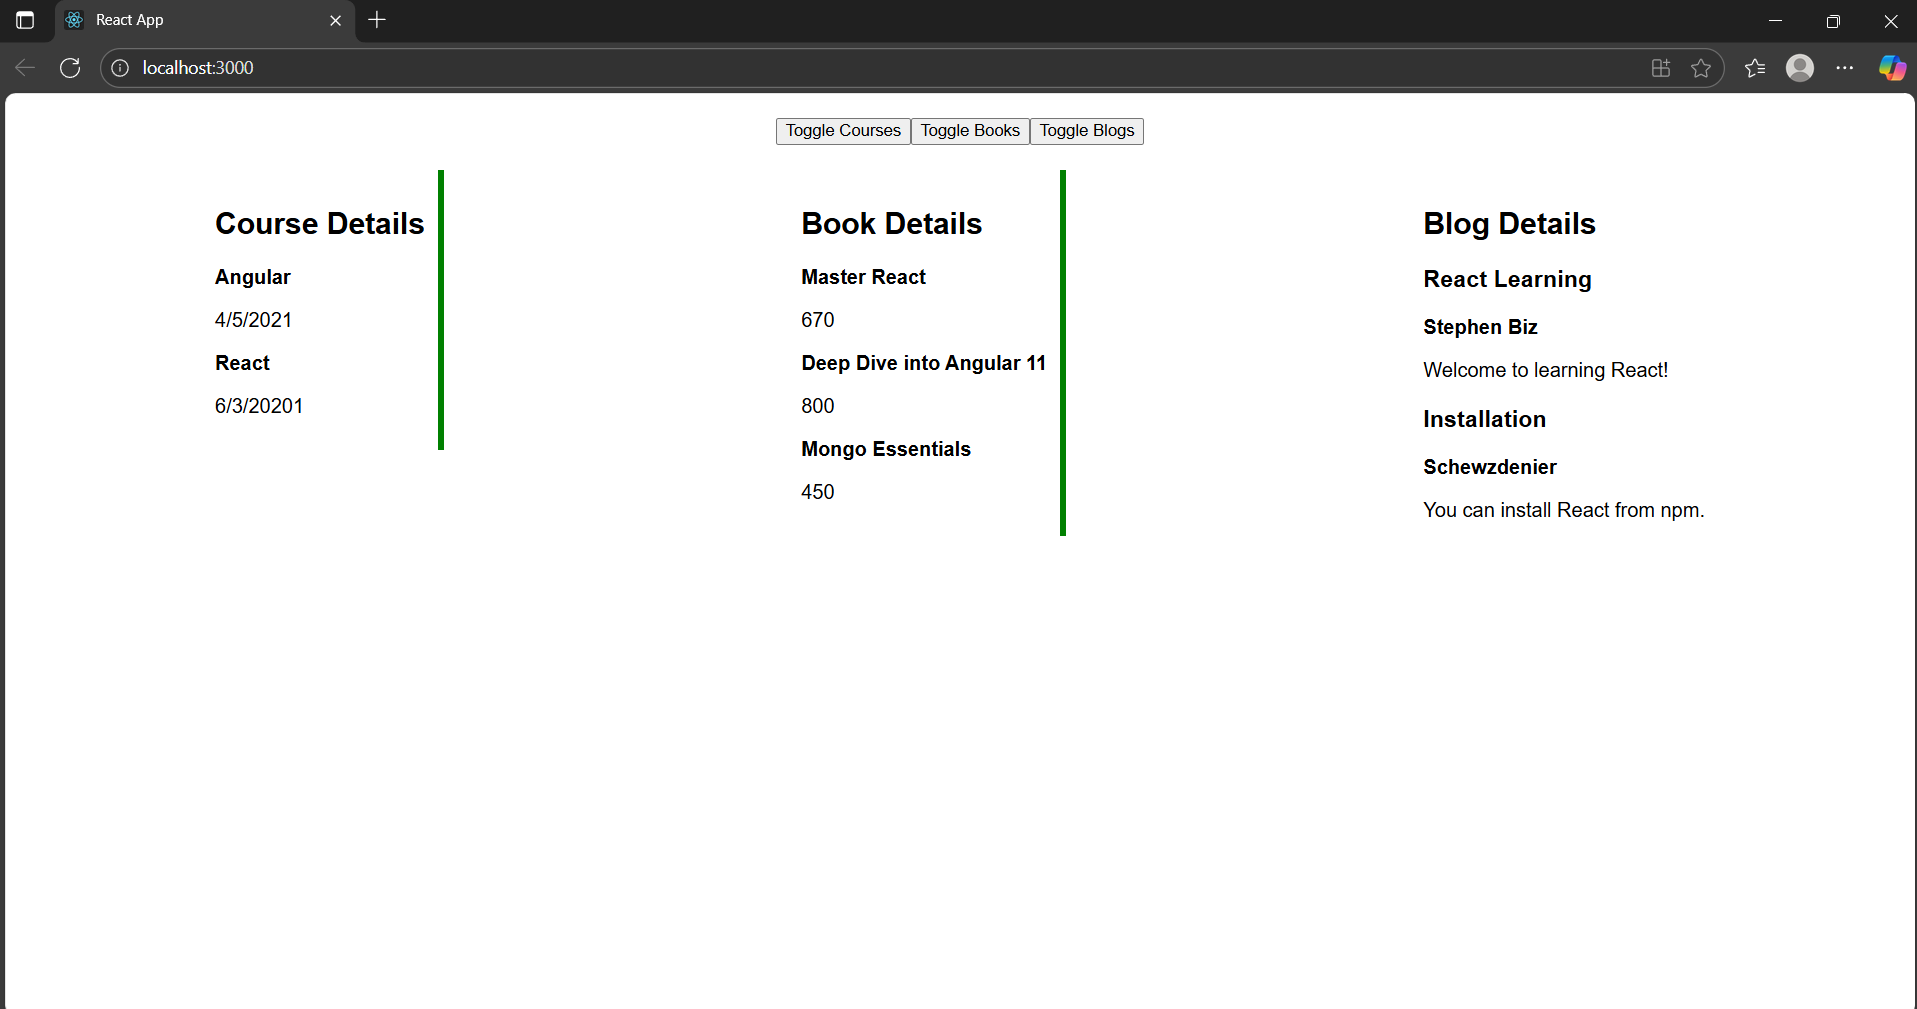 React App
localhost:3000
Toggle Courses Toggle Books Toggle Blogs
Course Details
Angular
4/5/2021
React
6/3/20201
Book Details
Master React
670
Deep Dive into Angular 11
800
Mongo Essentials
450
Blog Details
React Learning
Stephen Biz
Welcome to learning React!
Installation
Schewzdenier
You can install React from npm.